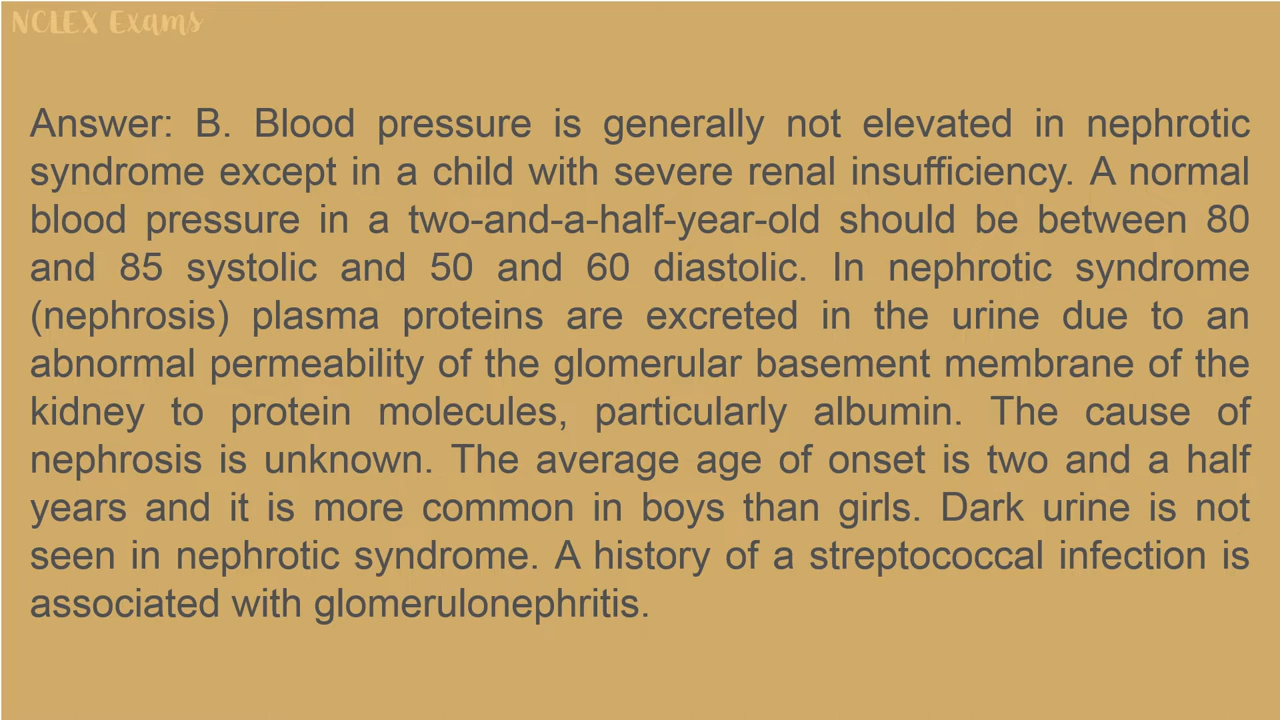 NCLEX Exams
Answer: B. Blood pressure is generally not elevated in nephrotic
syndrome except in a child with severe renal insufficiency. A normal
blood pressure in a two-and-a-half-year-old should be between 80
and 85 systolic and 50 and 60 diastolic. In nephrotic syndrome
(nephrosis) plasma proteins are excreted in the urine due to an
abnormal permeability of the glomerular basement membrane of the
kidney to protein molecules, particularly albumin. The cause of
nephrosis is unknown. The average age of onset is two and a half
years and it is more common in boys than girls. Dark urine is not
seen in nephrotic syndrome. A history of a streptococcal infection is
associated with glomerulonephritis.